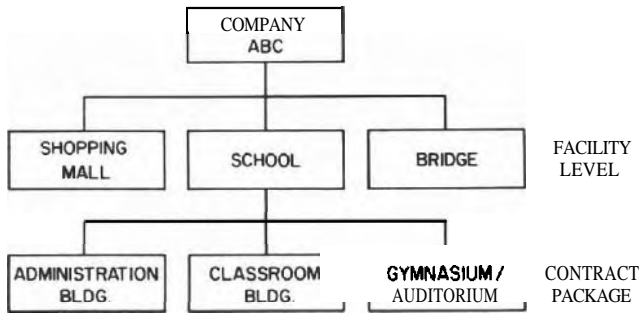 COMPANY
ABC
SHOPPING
MALL
SCHOOL
BRIDGE
FACILITY
LEVEL
ADMINISTRATION
BLDG.
CLASSROOM
BLDG.
GYMNASIUM /
AUDITORIUM
CONTRACT
PACKAGE